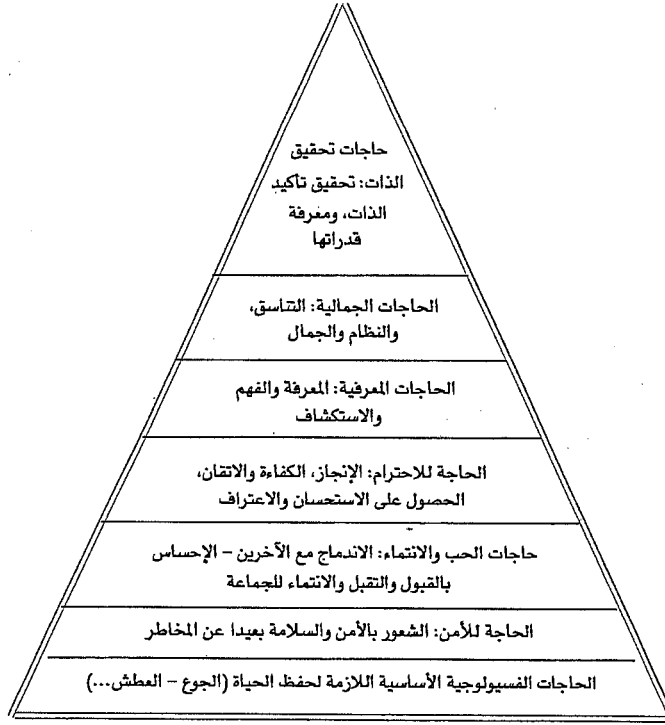 حاجات تحقيق
الذات: تحقيق تاكيد
الذات، ومعرفة
قدراتها
الحاجات الجمالية: التناسق،
والنظام والجمال
الحاجات المعرفية: المعرفة والفهم
والاستكشاف
الحاجة للاحترام: الإنجاز، الكفاءة والاتقان،
الحصول على الاستحسان والاعتراف
حاجات الحب والانتماء: الاندماج مع الآخرين – الإحساس
بالقبول والتقبل والانتماء للجماعة
الحاجة للأمن: الشعور بالأمن والسلامة بعيدا عن المخاطر
الحاجات الفسيولوجية الأساسية اللازمة لحفظ الحياة (الجوع – العطش...)